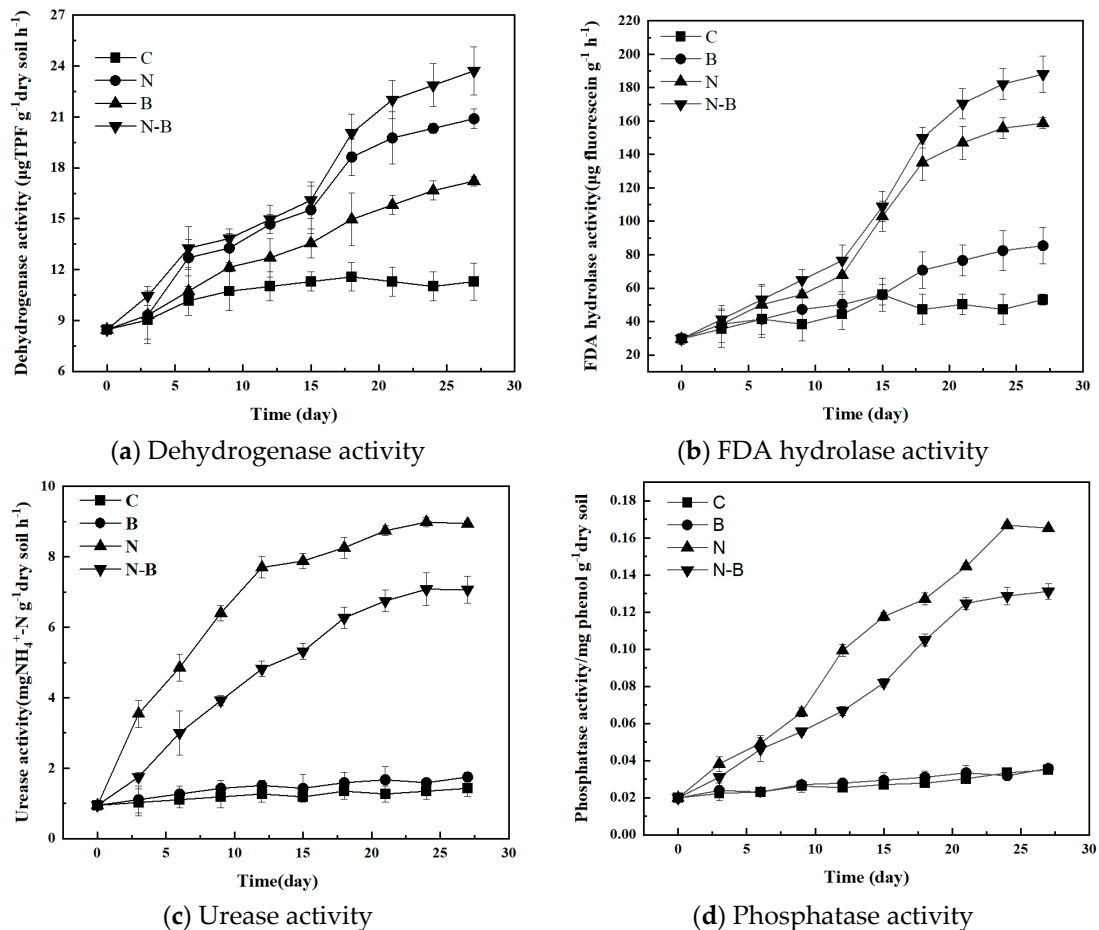 Dehydrogenase activity (μgTPF g⁻¹dry soil h⁻¹)
27
24
21
18
15
12
9
6
C
N
B
N-B
0
5
10
15
20
25
30
Time (day)
(a) Dehydrogenase activity
FDA hydrolase activity(μg fluorescein g⁻¹ h⁻¹)
220
200
180
160
140
120
100
80
60
40
20
C
B
N
N-B
0
5
10
15
20
25
30
Time (day)
(b) FDA hydrolase activity
Urease activity(mgNH₄⁺-N g⁻¹dry soil h⁻¹)
10
8
6
4
2
0
C
B
N
N-B
0
5
10
15
20
25
30
Time(day)
(c) Urease activity
Phosphatase activity/mg phenol g⁻¹dry soil
0.18
0.16
0.14
0.12
0.10
0.08
0.06
0.04
0.02
0.00
C
B
N
N-B
0
5
10
15
20
25
30
Time (day)
(d) Phosphatase activity